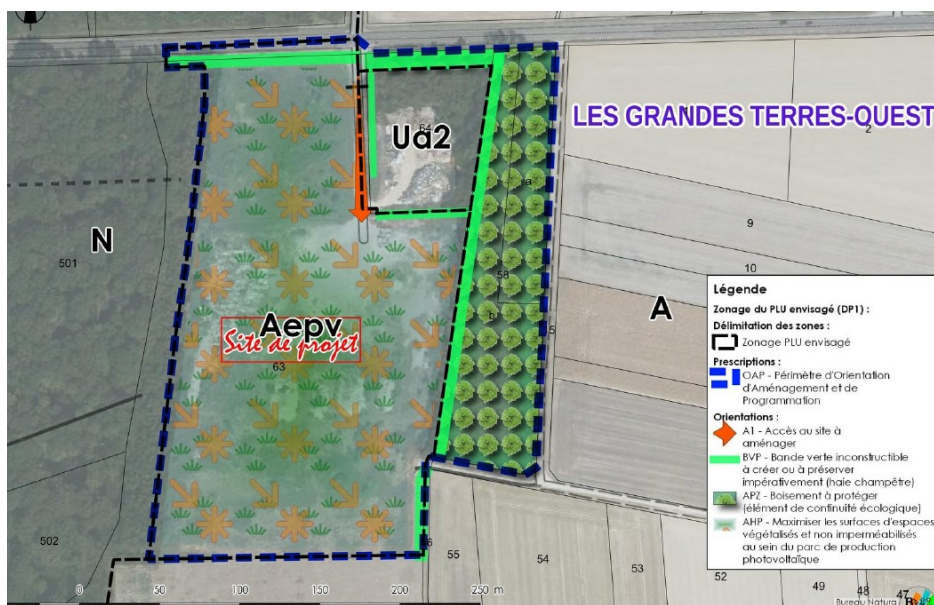 LES GRANDES TERRES-OUEST
2
64
Ud2
a
9
N
501
10
58
A
b
5
Aepv
Site de projet
63
502
55
54
53
52
49
48
47
0 50 100 150 200 250 m
Légende
Zonage du PLU envisagé (DP1) :
Délimitation des zones :
Zonage PLU envisagé
Prescriptions :
OAP - Périmètre d'Orientation
d'Aménagement et de
Programmation
Orientations :
A1 - Accès au site à
aménager
BVP - Bande verte inconstructible
à créer ou à préserver
impérativement (haie champêtre)
APZ - Boisement à protéger
(élément de continuité écologique)
AHP - Maximiser les surfaces d'espaces
végétalisés et non imperméabilisés
au sein du parc de production
photovoltaïque
Bureau Natura